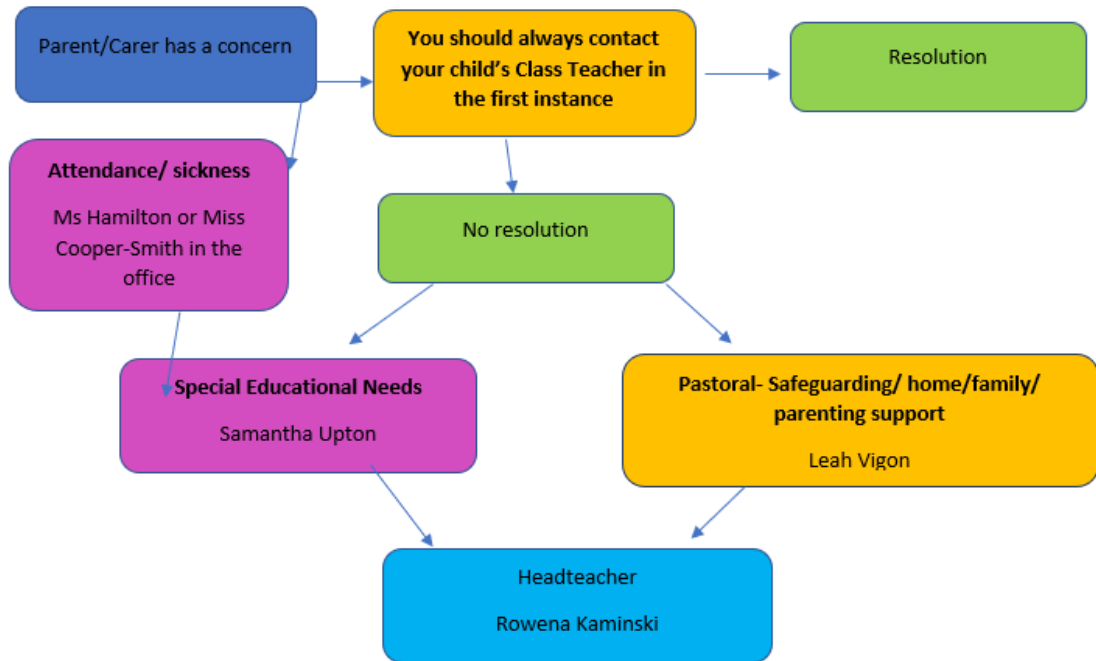 Parent/Carer has a concern
You should always contact
your child’s Class Teacher in
the first instance
Resolution
Attendance/ sickness
Ms Hamilton or Miss
Cooper-Smith in the
office
No resolution
Special Educational Needs
Samantha Upton
Pastoral- Safeguarding/ home/family/
parenting support
Leah Vigon
Headteacher
Rowena Kaminski